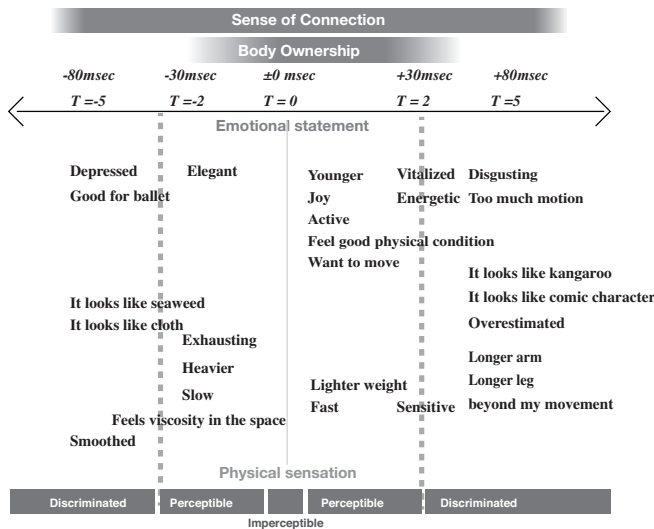 Sense of Connection
Body Ownership
-80msec -30msec ±0 msec +30msec +80msec
T =-5 T =-2 T = 0 T = 2 T =5
Emotional statement
Depressed Elegant Younger Vitalized Disgusting
Good for ballet Joy Energetic Too much motion
Active
Feel good physical condition
Want to move
It looks like kangaroo
It looks like seaweed It looks like comic character
It looks like cloth Overestimated
Exhausting
Heavier Longer arm
Slow Lighter weight Longer leg
Feels viscosity in the space Fast Sensitive beyond my movement
Smoothed
Physical sensation
Discriminated Perceptible Perceptible Discriminated
Imperceptible